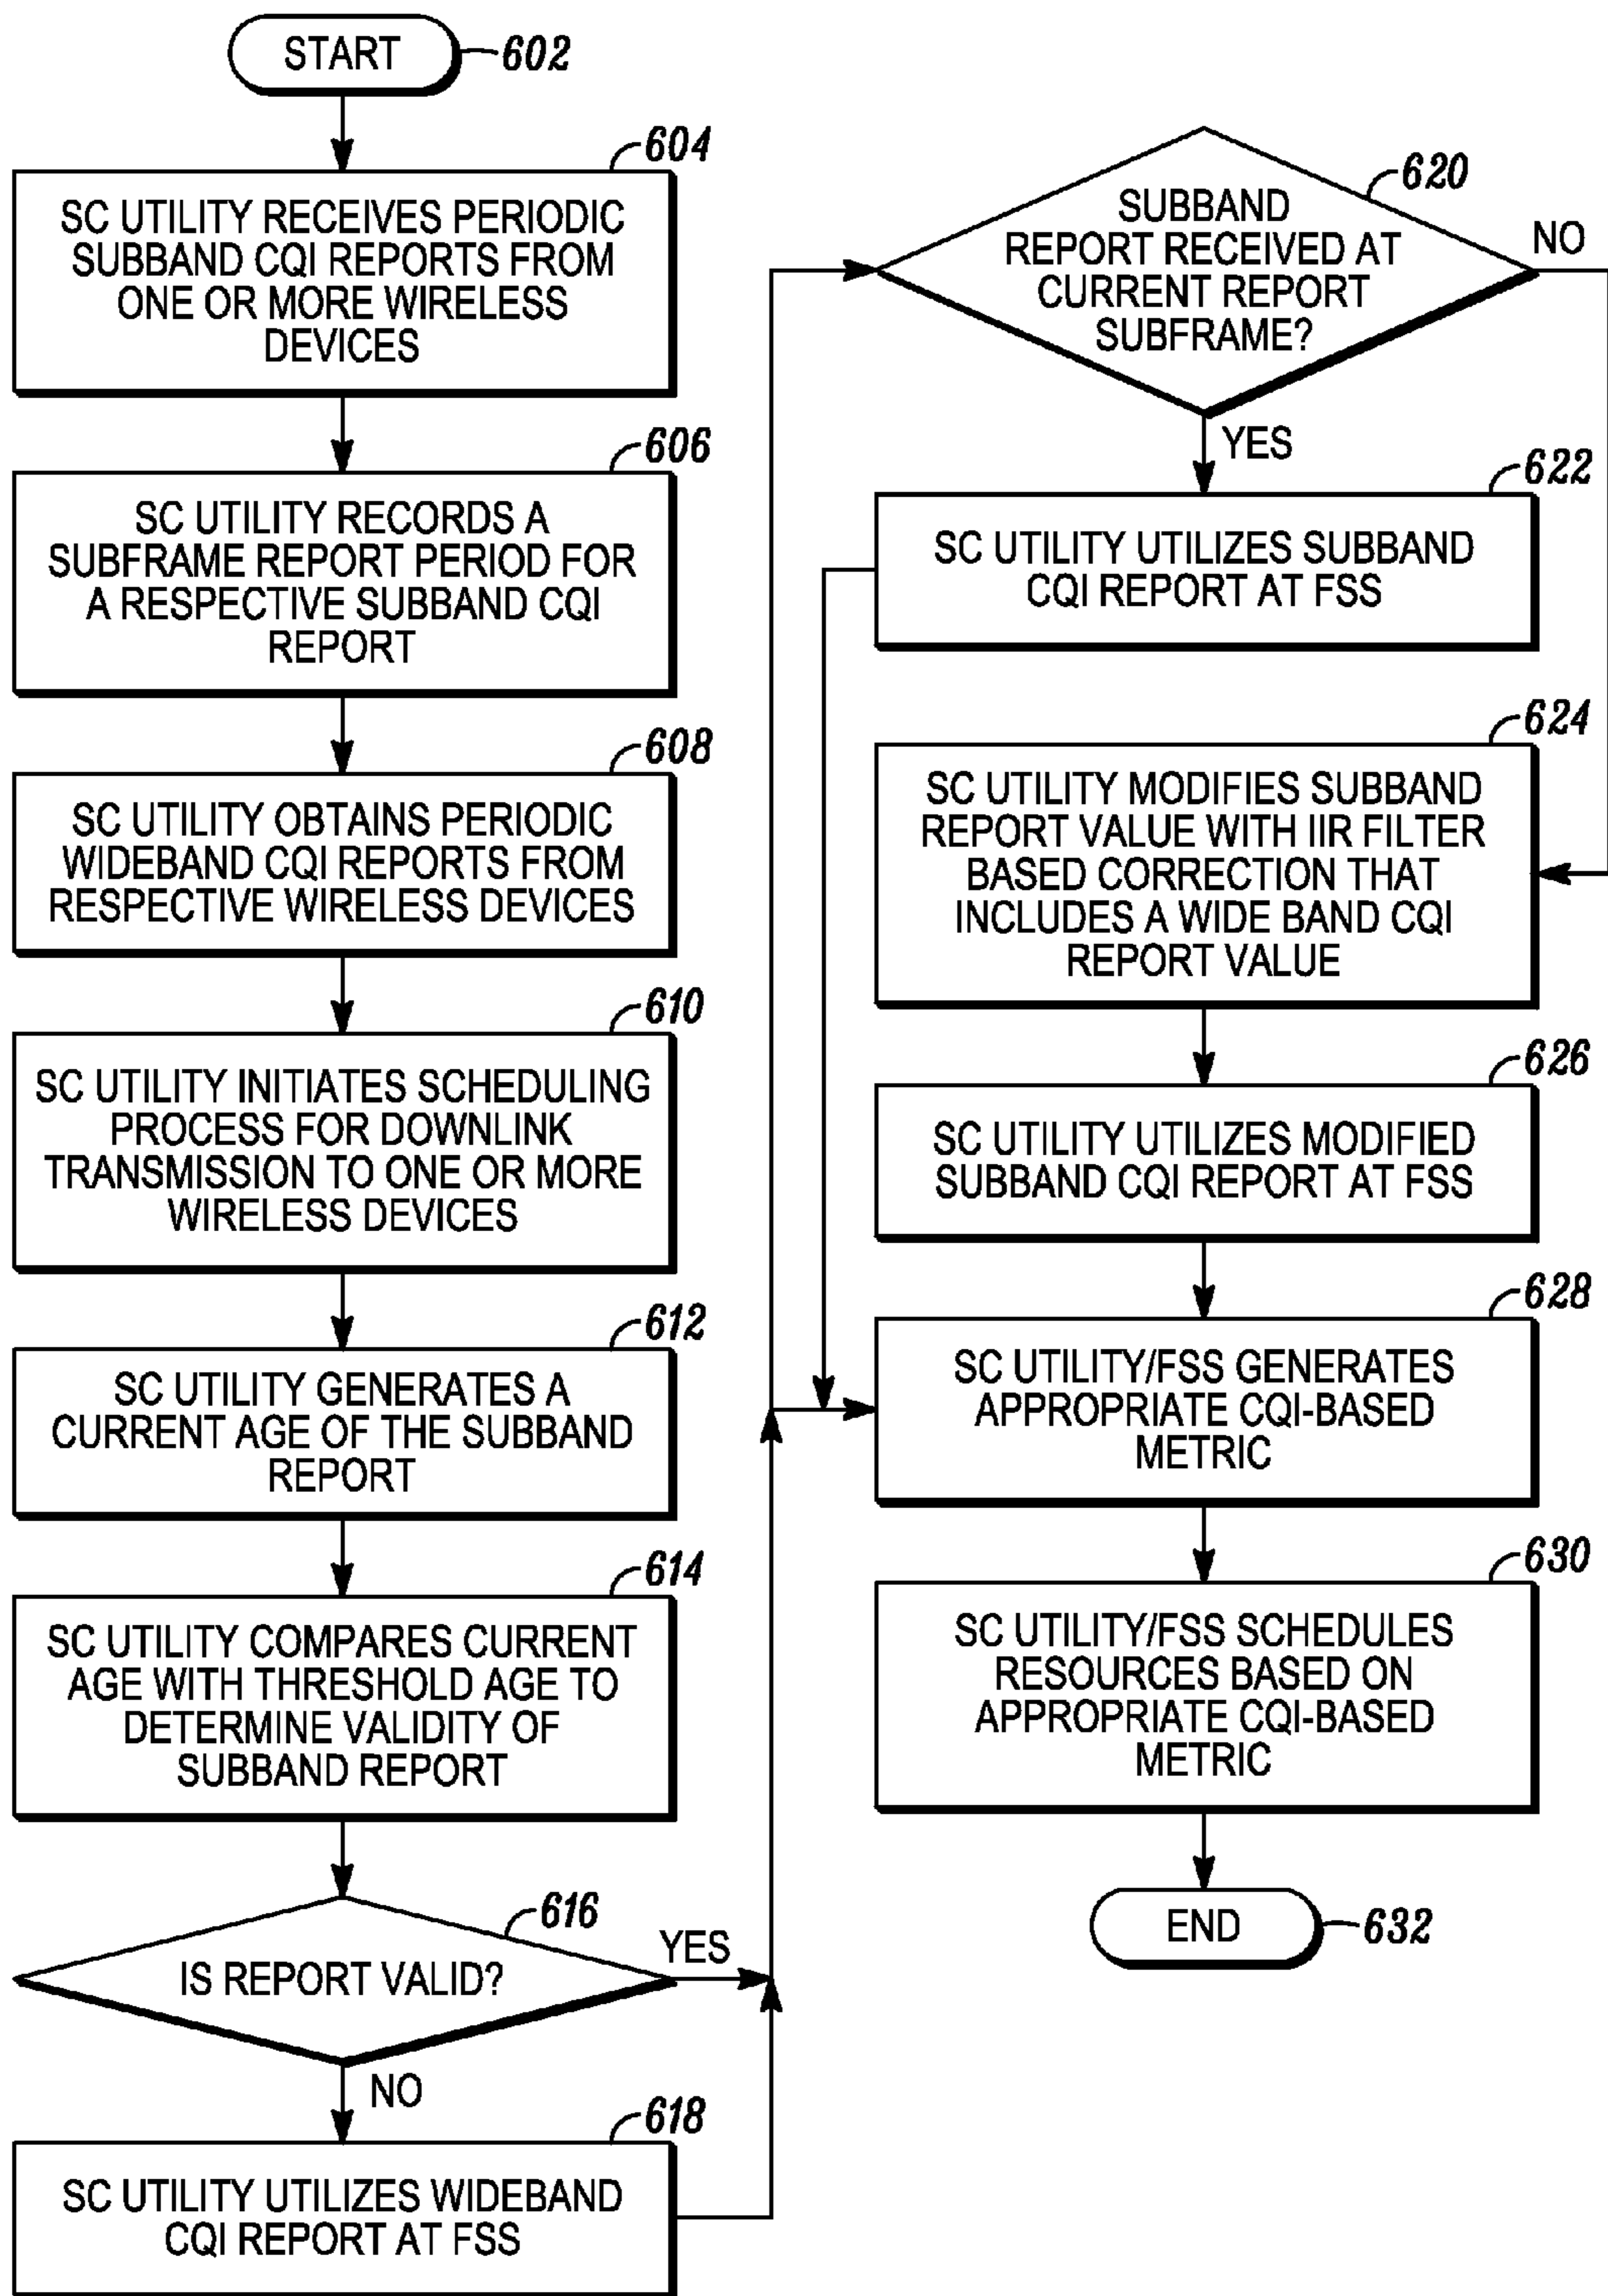 START
602
604
SC UTILITY RECEIVES PERIODIC
SUBBAND CQI REPORTS FROM
ONE OR MORE WIRELESS
DEVICES
606
SC UTILITY RECORDS A
SUBFRAME REPORT PERIOD FOR
A RESPECTIVE SUBBAND CQI
REPORT
608
SC UTILITY OBTAINS PERIODIC
WIDEBAND CQI REPORTS FROM
RESPECTIVE WIRELESS DEVICES
610
SC UTILITY INITIATES SCHEDULING
PROCESS FOR DOWNLINK
TRANSMISSION TO ONE OR MORE
WIRELESS DEVICES
612
SC UTILITY GENERATES A
CURRENT AGE OF THE SUBBAND
REPORT
614
SC UTILITY COMPARES CURRENT
AGE WITH THRESHOLD AGE TO
DETERMINE VALIDITY OF
SUBBAND REPORT
616
IS REPORT VALID?
YES
NO
618
SC UTILITY UTILIZES WIDEBAND
CQI REPORT AT FSS
620
SUBBAND
REPORT RECEIVED AT
CURRENT REPORT
SUBFRAME?
NO
YES
622
SC UTILITY UTILIZES SUBBAND
CQI REPORT AT FSS
624
SC UTILITY MODIFIES SUBBAND
REPORT VALUE WITH IIR FILTER
BASED CORRECTION THAT
INCLUDES A WIDE BAND CQI
REPORT VALUE
626
SC UTILITY UTILIZES MODIFIED
SUBBAND CQI REPORT AT FSS
628
SC UTILITY/FSS GENERATES
APPROPRIATE CQI-BASED
METRIC
630
SC UTILITY/FSS SCHEDULES
RESOURCES BASED ON
APPROPRIATE CQI-BASED
METRIC
END
632